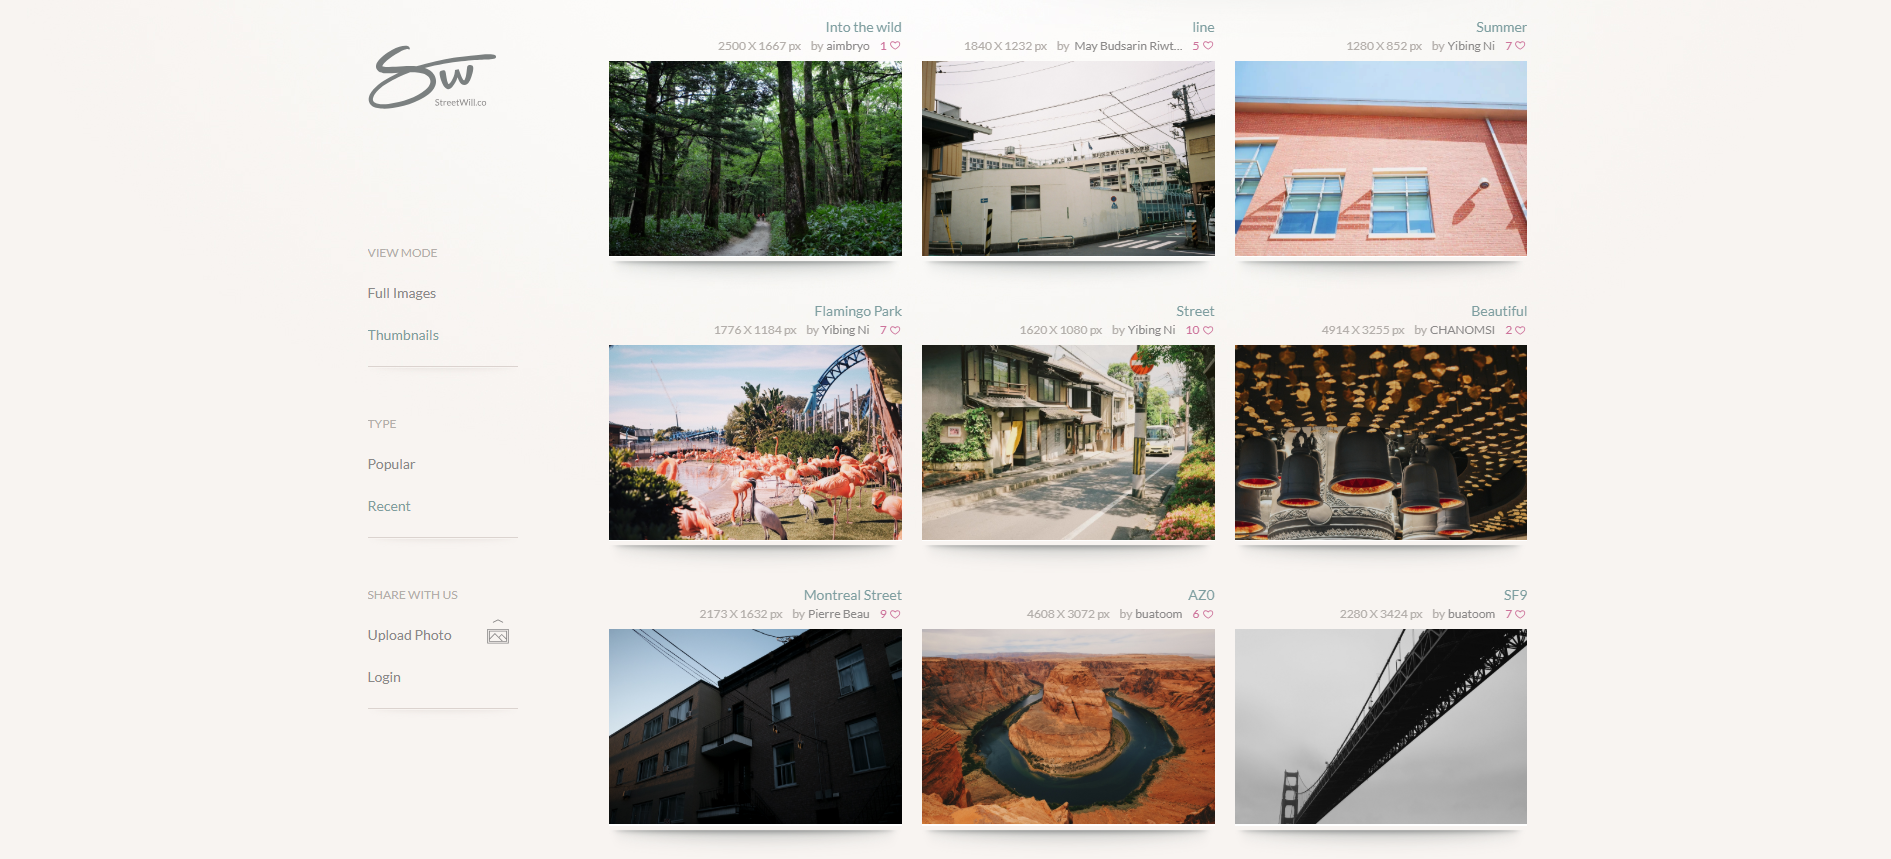 Sw
StreetWill.co
VIEW MODE
Full Images
Thumbnails
TYPE
Popular
Recent
SHARE WITH US
Upload Photo
Login
Into the wild
2500 X 1667 px by aimbryo 1
line
1840 X 1232 px by May Budsarin Riwt...  5
Summer
1280 X 852 px by Yibing Ni 7
Flamingo Park
1776 X 1184 px by Yibing Ni 7
Street
1620 X 1080 px by Yibing Ni 10
Beautiful
4914 X 3255 px by CHANOMSI 2
Montreal Street
2173 X 1632 px by Pierre Beau 9
AZ0
4608 X 3072 px by buatoom 6
SF9
2280 X 3424 px by buatoom 7